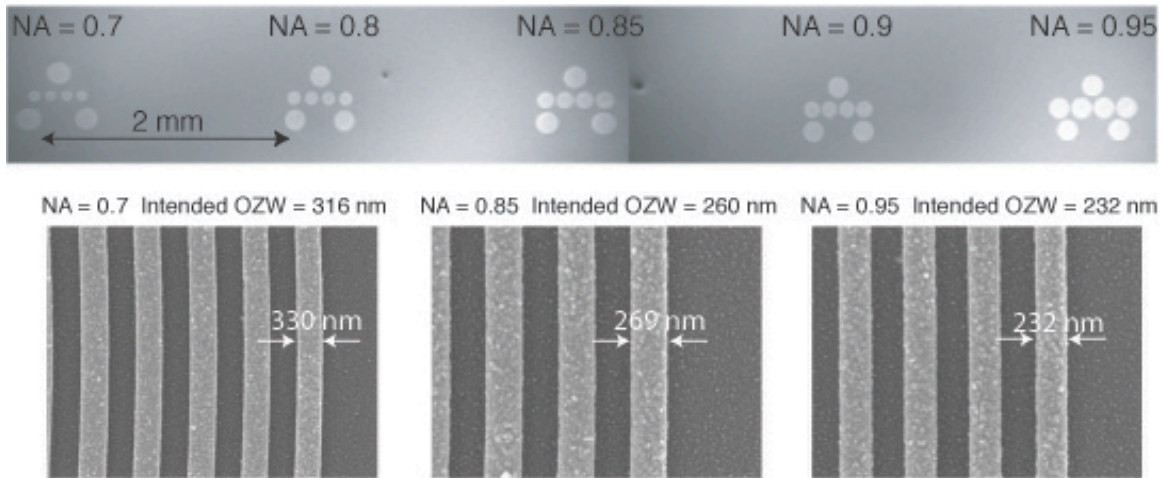 NA = 0.7 NA = 0.8 NA = 0.85 NA = 0.9 NA = 0.95
2 mm
NA = 0.7 Intended OZW = 316 nm NA = 0.85 Intended OZW = 260 nm NA = 0.95 Intended OZW = 232 nm
330 nm 269 nm 232 nm